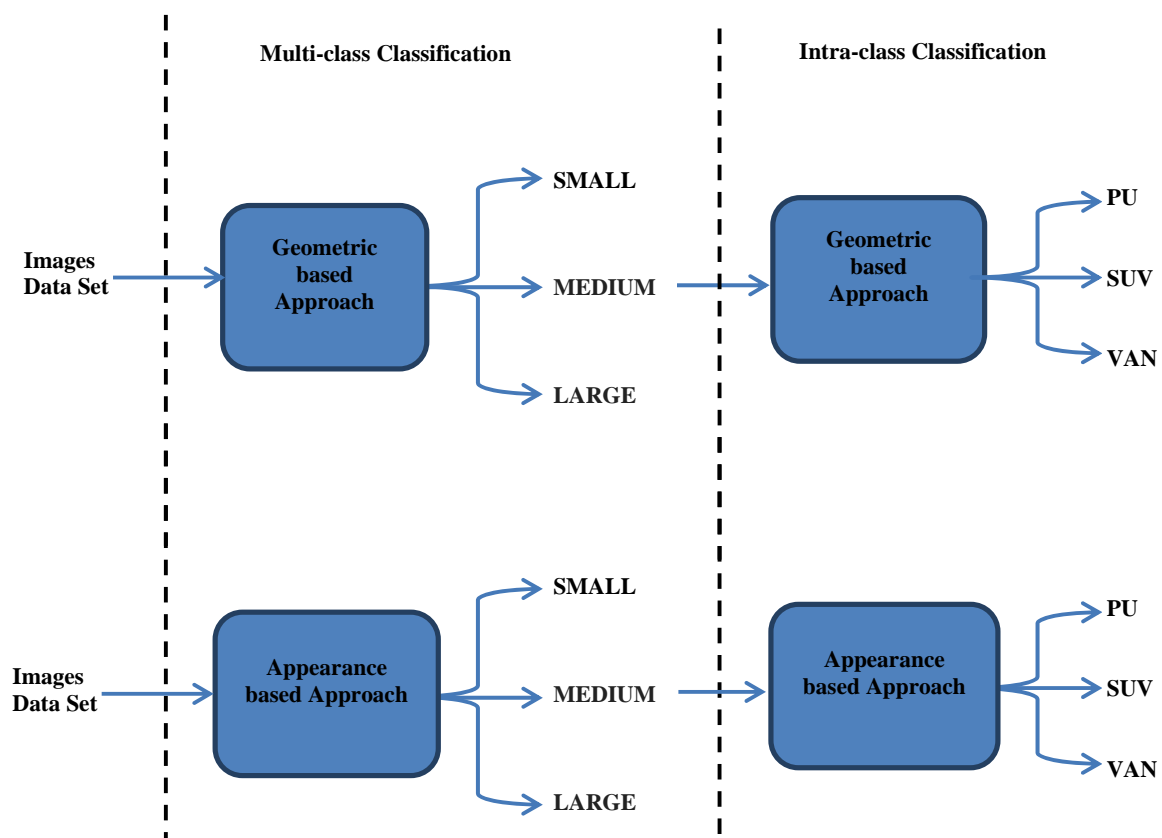 Multi-class Classification
Intra-class Classification
Images
Data Set
Geometric
based
Approach
SMALL
MEDIUM
LARGE
Geometric
based
Approach
PU
SUV
VAN
Images
Data Set
Appearance
based Approach
SMALL
MEDIUM
LARGE
Appearance
based Approach
PU
SUV
VAN